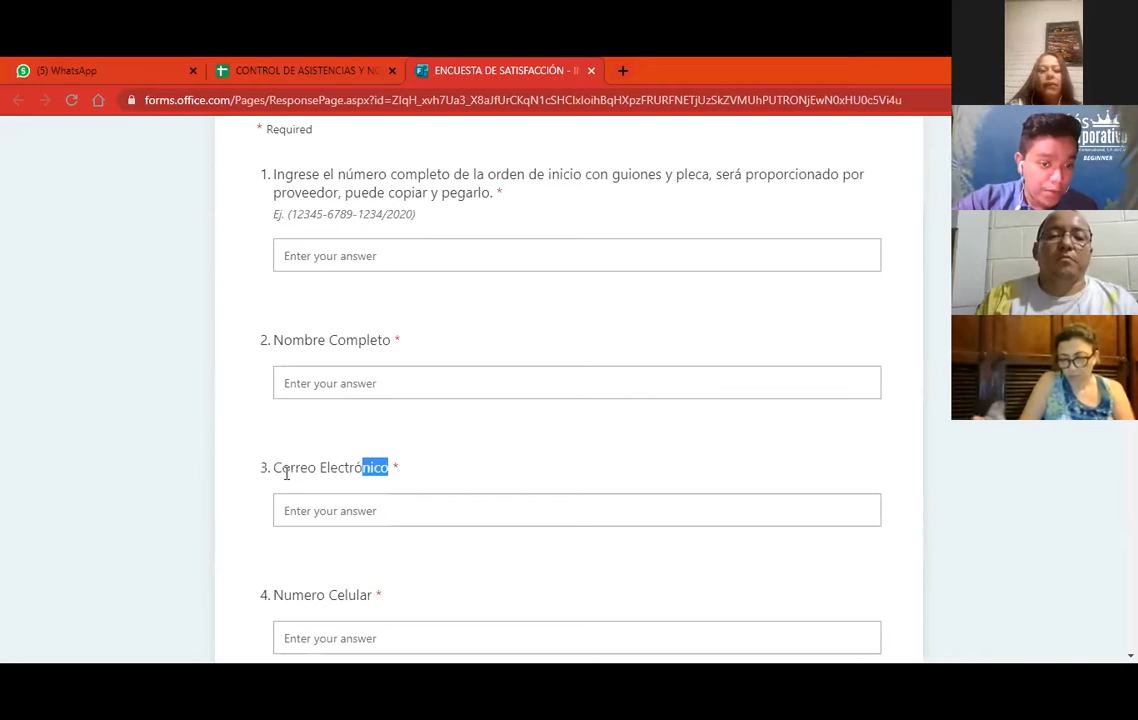 (5) WhatsApp
CONTROL DE ASISTENCIAS Y NO
ENCUESTA DE SATISFACCIÓN - I
forms.office.com/Pages/ResponsePage.aspx?id=ZIqH_xvh7Ua3_X8aJfUrCKqN1cSHClxloihBqHXpzFRURFNETjUzSkZVMUhPUTRONjEwN0xHU0c5Vi4u
* Required
1. Ingrese el número completo de la orden de inicio con guiones y pleca, será proporcionado por
proveedor, puede copiar y pegarlo. *
Ej. (12345-6789-1234/2020)
Enter your answer
2. Nombre Completo *
Enter your answer
3. Correo Electrónico *
Enter your answer
4. Numero Celular *
Enter your answer
BEGINNER